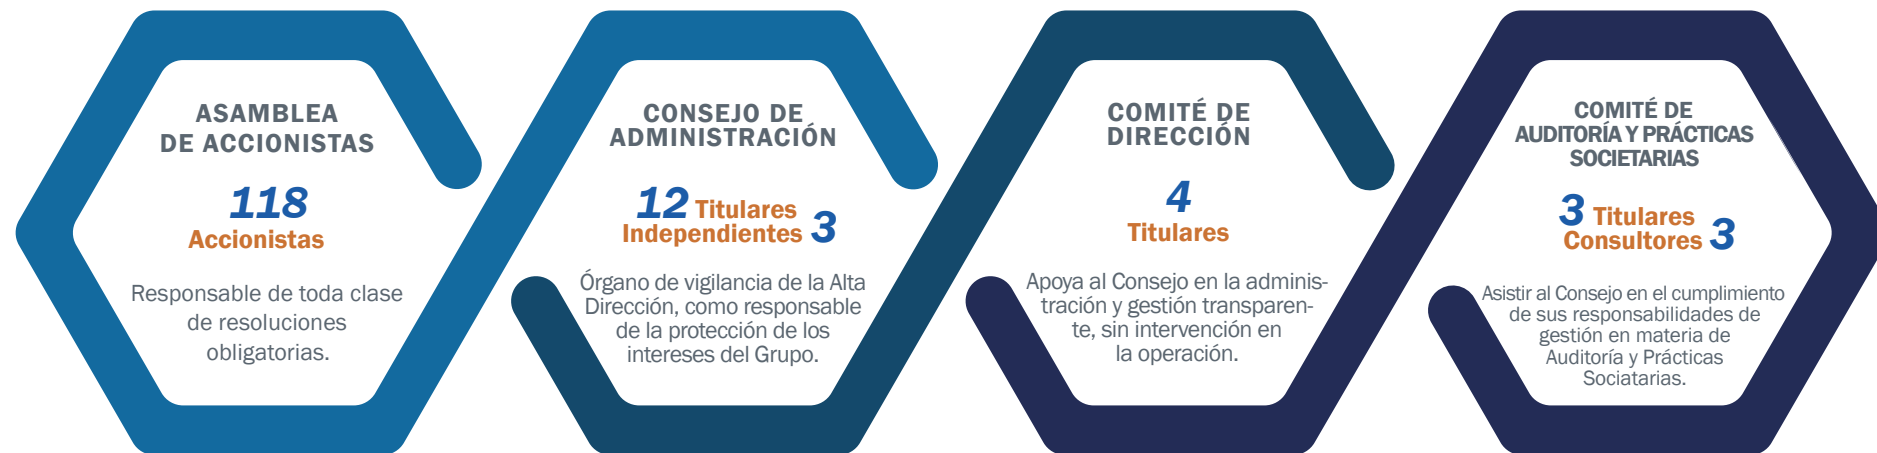 ASAMBLEA
DE ACCIONISTAS
118
Accionistas
Responsable de toda clase
de resoluciones
obligatorias.
CONSEJO DE
ADMINISTRACIÓN
12 Titulares
Independientes 3
Órgano de vigilancia de la Alta
Dirección, como responsable
de la protección de los
intereses del Grupo.
COMITÉ DE
DIRECCIÓN
4
Titulares
Apoya al Consejo en la adminis-
tración y gestión transparen-
te, sin intervención en
la operación.
COMITÉ DE
AUDITORÍA Y PRÁCTICAS
SOCIETARIAS
3 Titulares
Consultores 3
Asistir al Consejo en el cumplimiento
de sus responsabilidades de
gestión en materia de
Auditoría y Prácticas
Sociatarias.